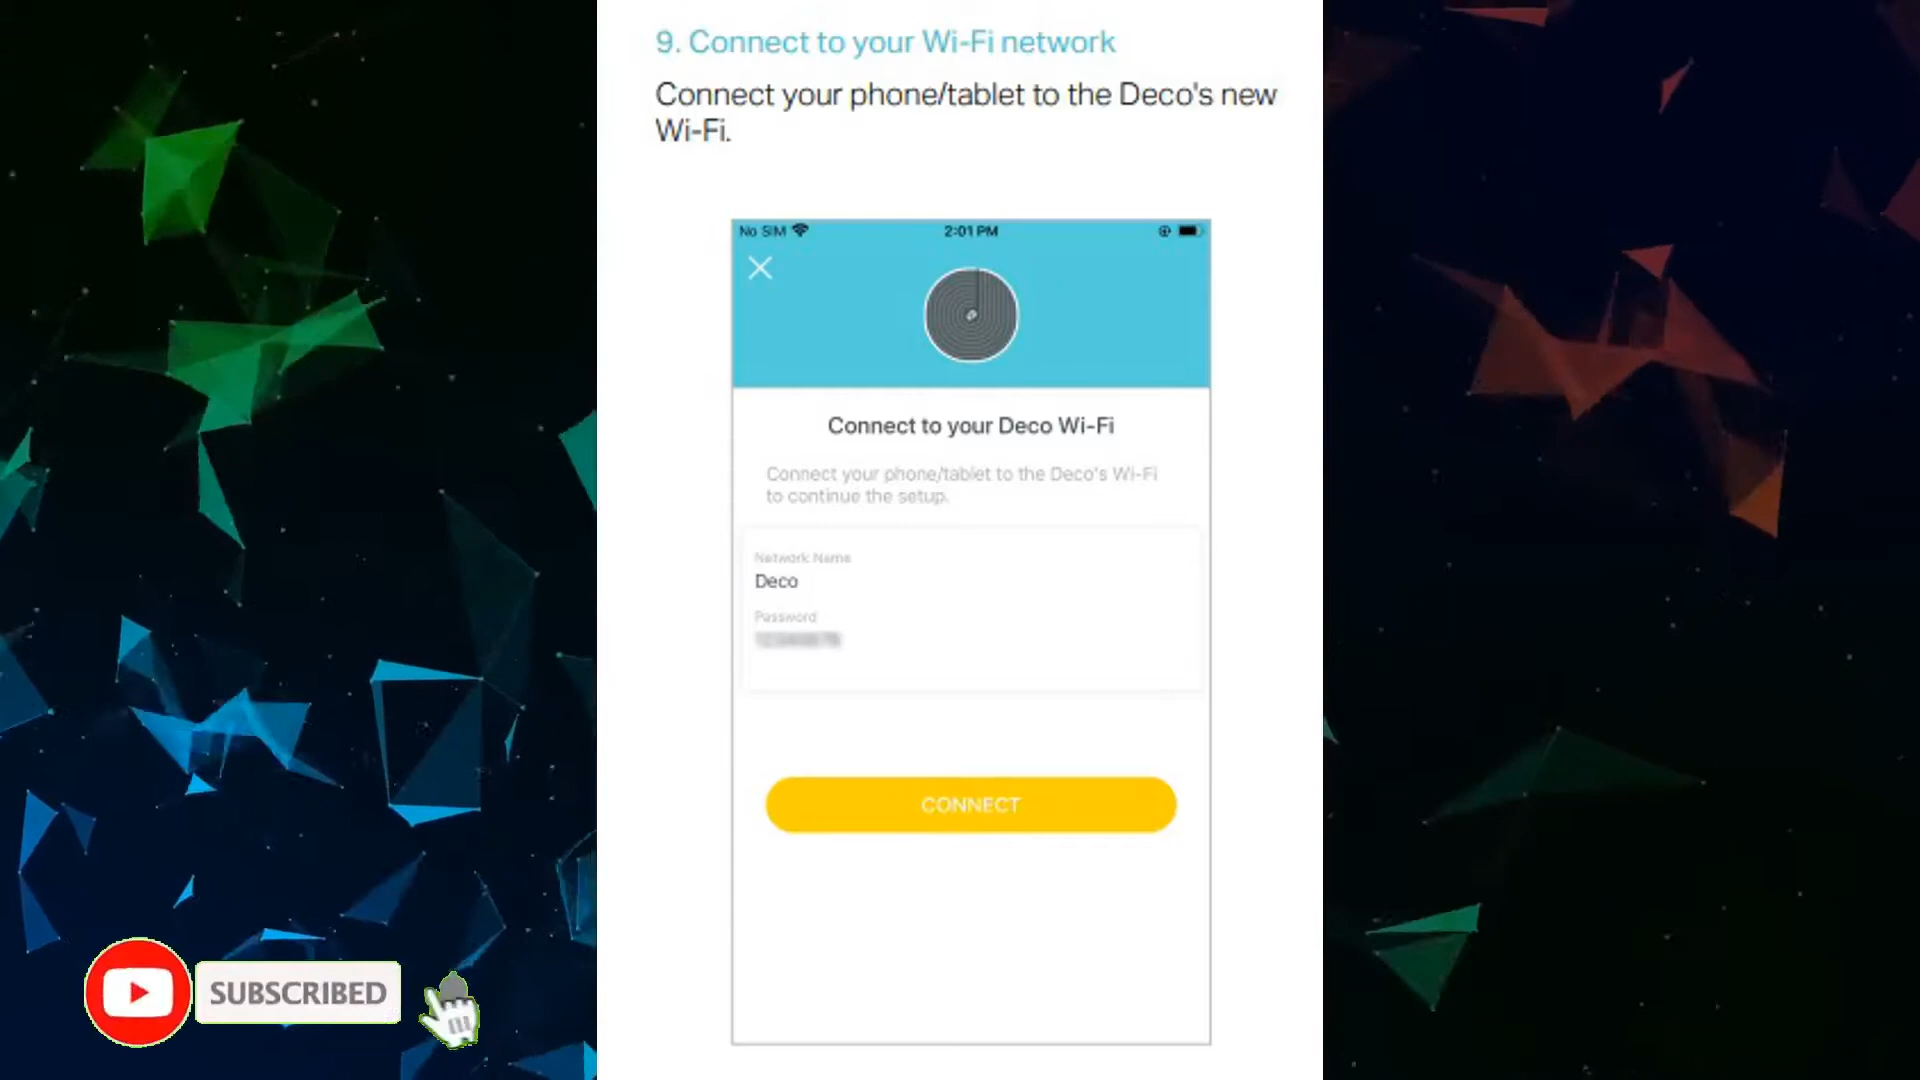 9. Connect to your Wi-Fi network
Connect your phone/tablet to the Deco's new
Wi-Fi.
No SIM
2:01 PM
Connect to your Deco Wi-Fi
Connect your phone/tablet to the Deco's Wi-Fi
to continue the setup.
Network Name
Deco
Password
CONNECT
SUBSCRIBED